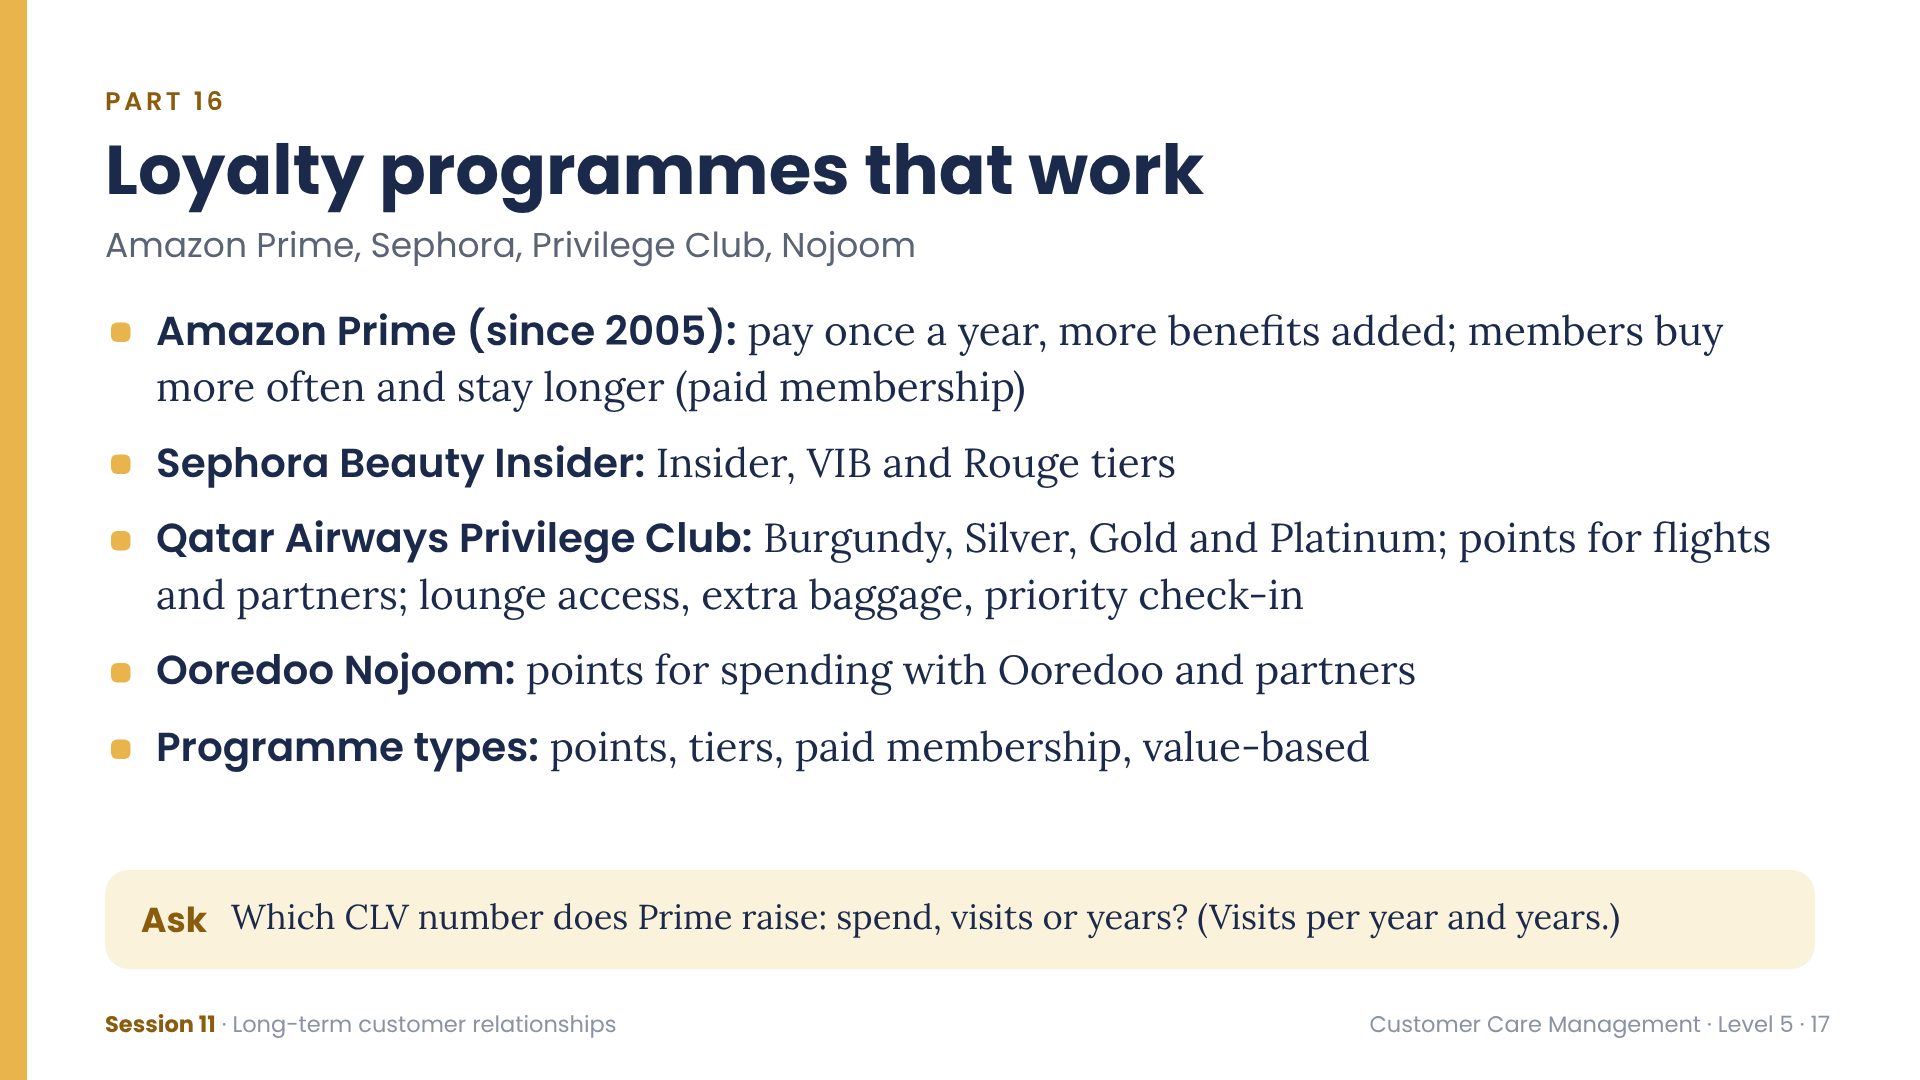 PART 16
Loyalty programmes that work
Amazon Prime, Sephora, Privilege Club, Nojoom
Amazon Prime (since 2005): pay once a year, more benefits added; members buy
more often and stay longer (paid membership)
Sephora Beauty Insider: Insider, VIB and Rouge tiers
Qatar Airways Privilege Club: Burgundy, Silver, Gold and Platinum; points for flights
and partners; lounge access, extra baggage, priority check-in
Ooredoo Nojoom: points for spending with Ooredoo and partners
Programme types: points, tiers, paid membership, value-based
Ask Which CLV number does Prime raise: spend, visits or years? (Visits per year and years.)
Session 11 · Long-term customer relationships
Customer Care Management · Level 5 · 17